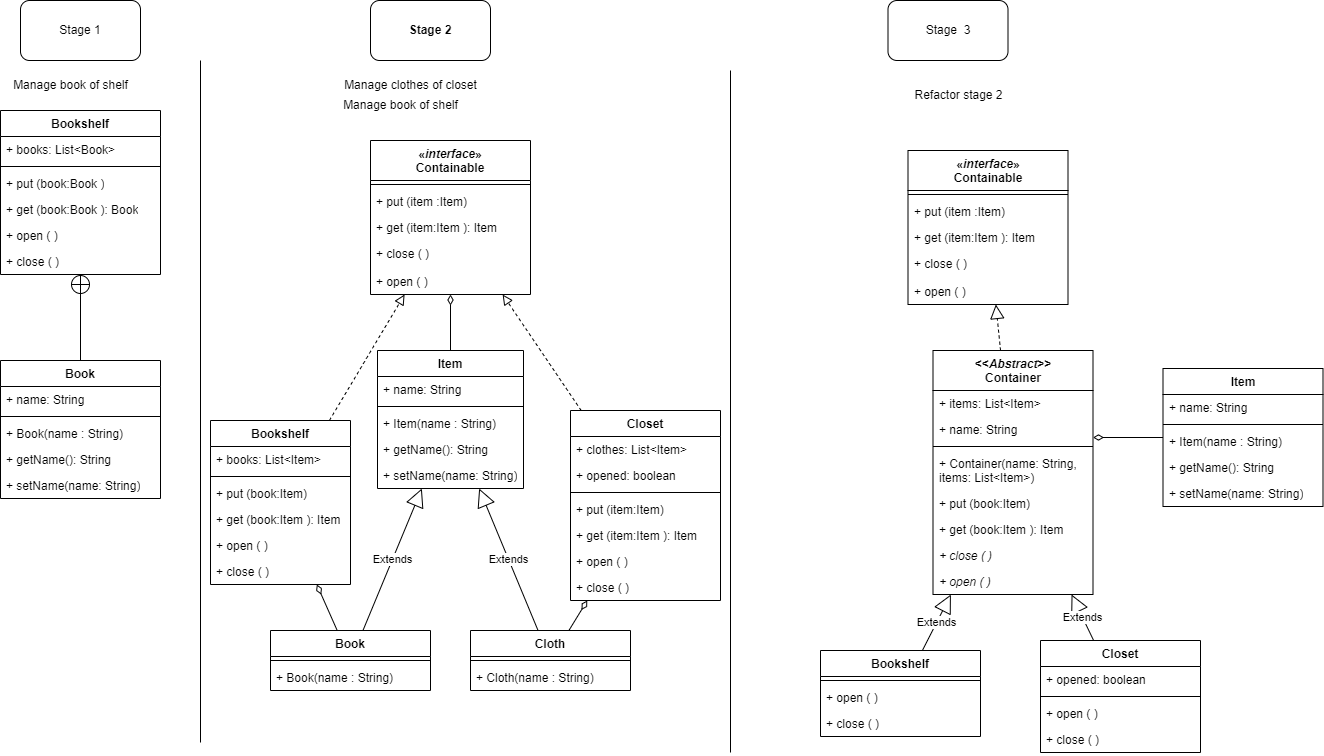 Stage 1
Manage book of shelf
Bookshelf
+ books: List<Book>
+ put (book:Book )
+ get (book:Book ): Book
+ open ( )
+ close ( )
Book
+ name: String
+ Book(name : String)
+ getName(): String
+ setName(name: String)
Stage 2
Manage clothes of closet
Manage book of shelf
«interface»
Containable
+ put (item :Item)
+ get (item:Item ): Item
+ close ( )
+ open ( )
Item
+ name: String
+ Item(name : String)
+ getName(): String
+ setName(name: String)
Bookshelf
+ books: List<Item>
+ put (book:Item)
+ get (book:Item ): Item
+ open ( )
+ close ( )
Closet
+ clothes: List<Item>
+ opened: boolean
+ put (item:Item)
+ get (item:Item ): Item
+ open ( )
+ close ( )
Extends
Extends
Book
+ Book(name : String)
Cloth
+ Cloth(name : String)
Stage  3
Refactor stage 2
«interface»
Containable
+ put (item :Item)
+ get (item:Item ): Item
+ close ( )
+ open ( )
<<Abstract>>
Container
+ items: List<Item>
+ name: String
+ Container(name: String,
items: List<Item>)
+ put (book:Item)
+ get (book:Item ): Item
+ close ( )
+ open ( )
Item
+ name: String
+ Item(name : String)
+ getName(): String
+ setName(name: String)
Extends
Extends
Bookshelf
+ open ( )
+ close ( )
Closet
+ opened: boolean
+ open ( )
+ close ( )